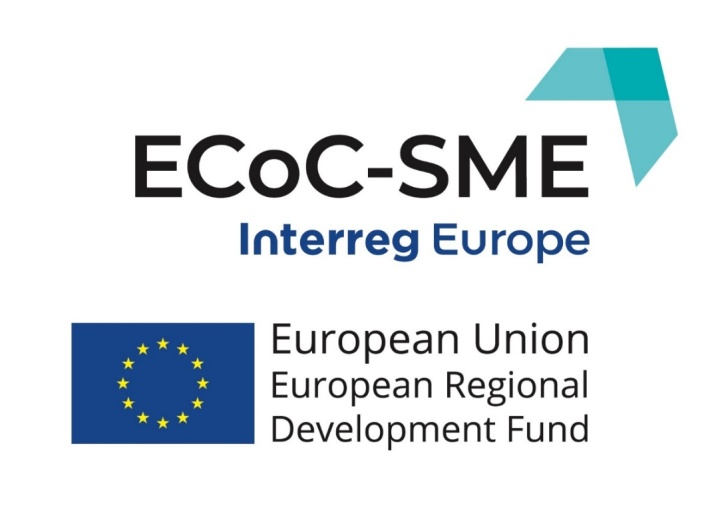 ECoC-SME
Interreg Europe
European Union
European Regional
Development Fund